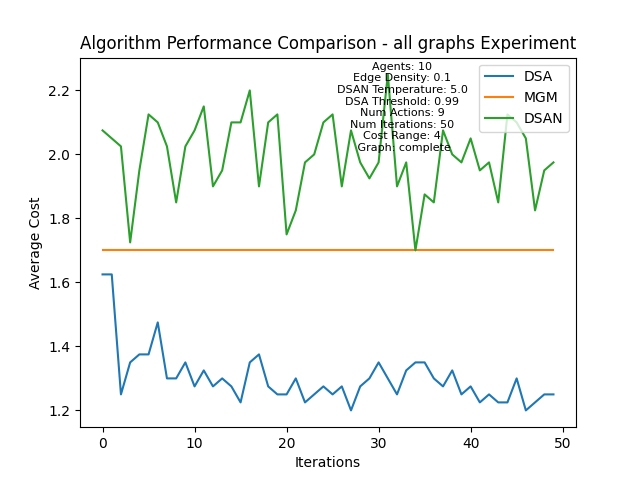 Algorithm Performance Comparison - all graphs Experiment
Agents: 10
Edge Density: 0.1
DSAN Temperature: 5.0
DSA Threshold: 0.99
Num Actions: 9
Num Iterations: 50
Cost Range: 4
Graph: complete
DSA
MGM
DSAN
Average Cost
2.2
2.0
1.8
1.6
1.4
1.2
0
10
20
30
40
50
Iterations